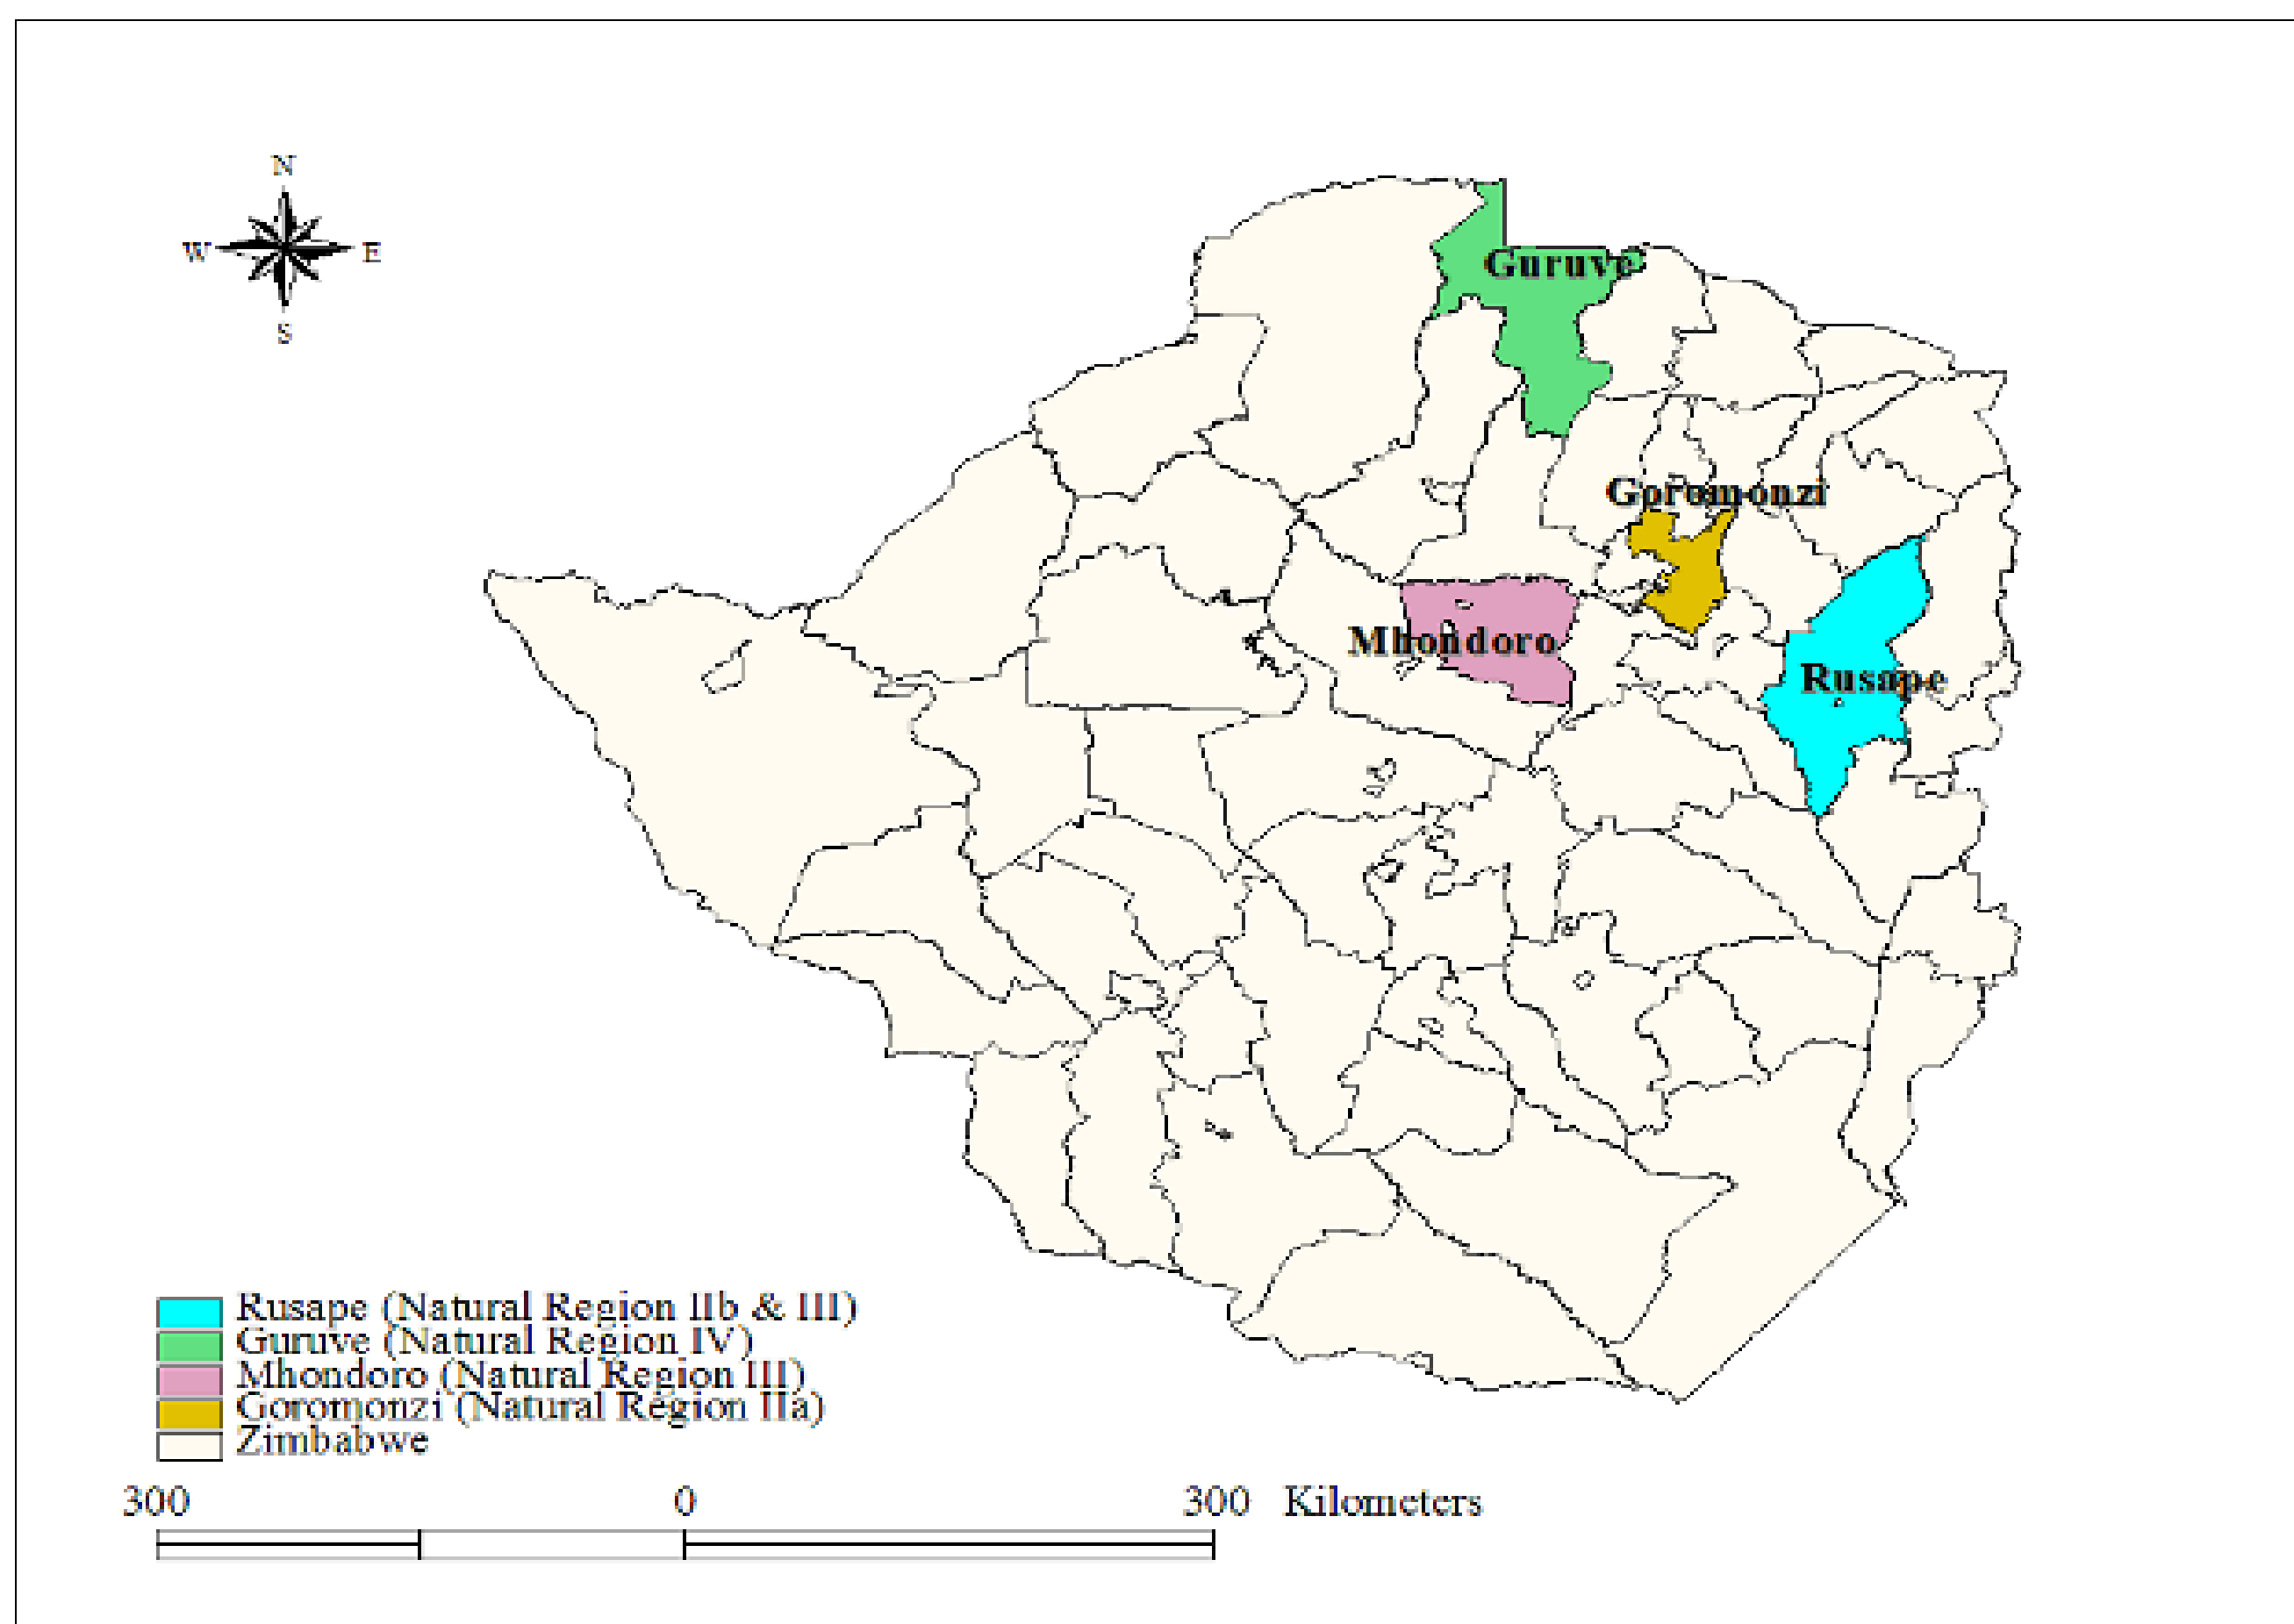 N
W E
S
Guruve
Goromonzi
Mhondoro
Rusape
Rusape (Natural Region IIb & III)
Guruve (Natural Region IV)
Mhondoro (Natural Region III)
Goromonzi (Natural Region IIa)
Zimbabwe
300 0 300 Kilometers